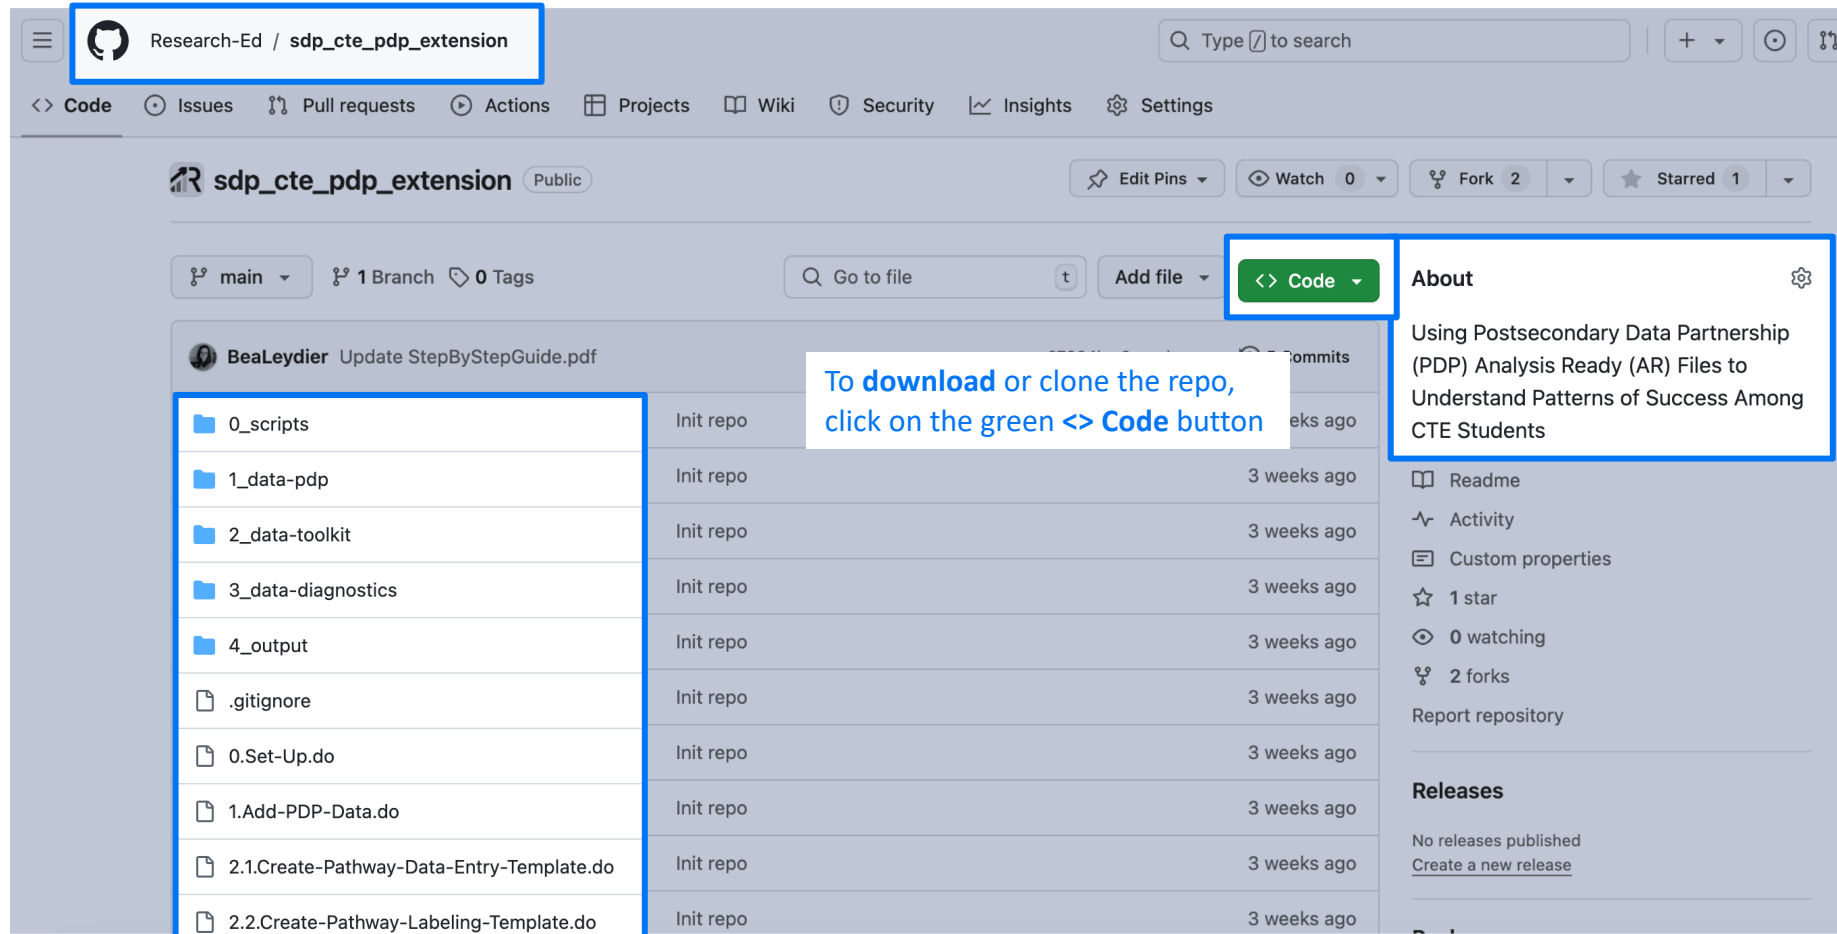 Research-Ed / sdp_cte_pdp_extension
Type / to search
Code Issues Pull requests Actions Projects Wiki Security Insights Settings
sdp_cte_pdp_extension Public
Edit Pins Watch 0 Fork 2 Starred 1
main 1 Branch 0 Tags Go to file t Add file <> Code
BeaLeydier Update StepByStepGuide.pdf Commits
To download or clone the repo,
click on the green <> Code button
0_scripts Init repo weeks ago
1_data-pdp Init repo 3 weeks ago
2_data-toolkit Init repo 3 weeks ago
3_data-diagnostics Init repo 3 weeks ago
4_output Init repo 3 weeks ago
.gitignore Init repo 3 weeks ago
0.Set-Up.do Init repo 3 weeks ago
1.Add-PDP-Data.do Init repo 3 weeks ago
2.1.Create-Pathway-Data-Entry-Template.do Init repo 3 weeks ago
2.2.Create-Pathway-Labeling-Template.do Init repo 3 weeks ago
About
Using Postsecondary Data Partnership
(PDP) Analysis Ready (AR) Files to
Understand Patterns of Success Among
CTE Students
Readme
Activity
Custom properties
1 star
0 watching
2 forks
Report repository
Releases
No releases published
Create a new release